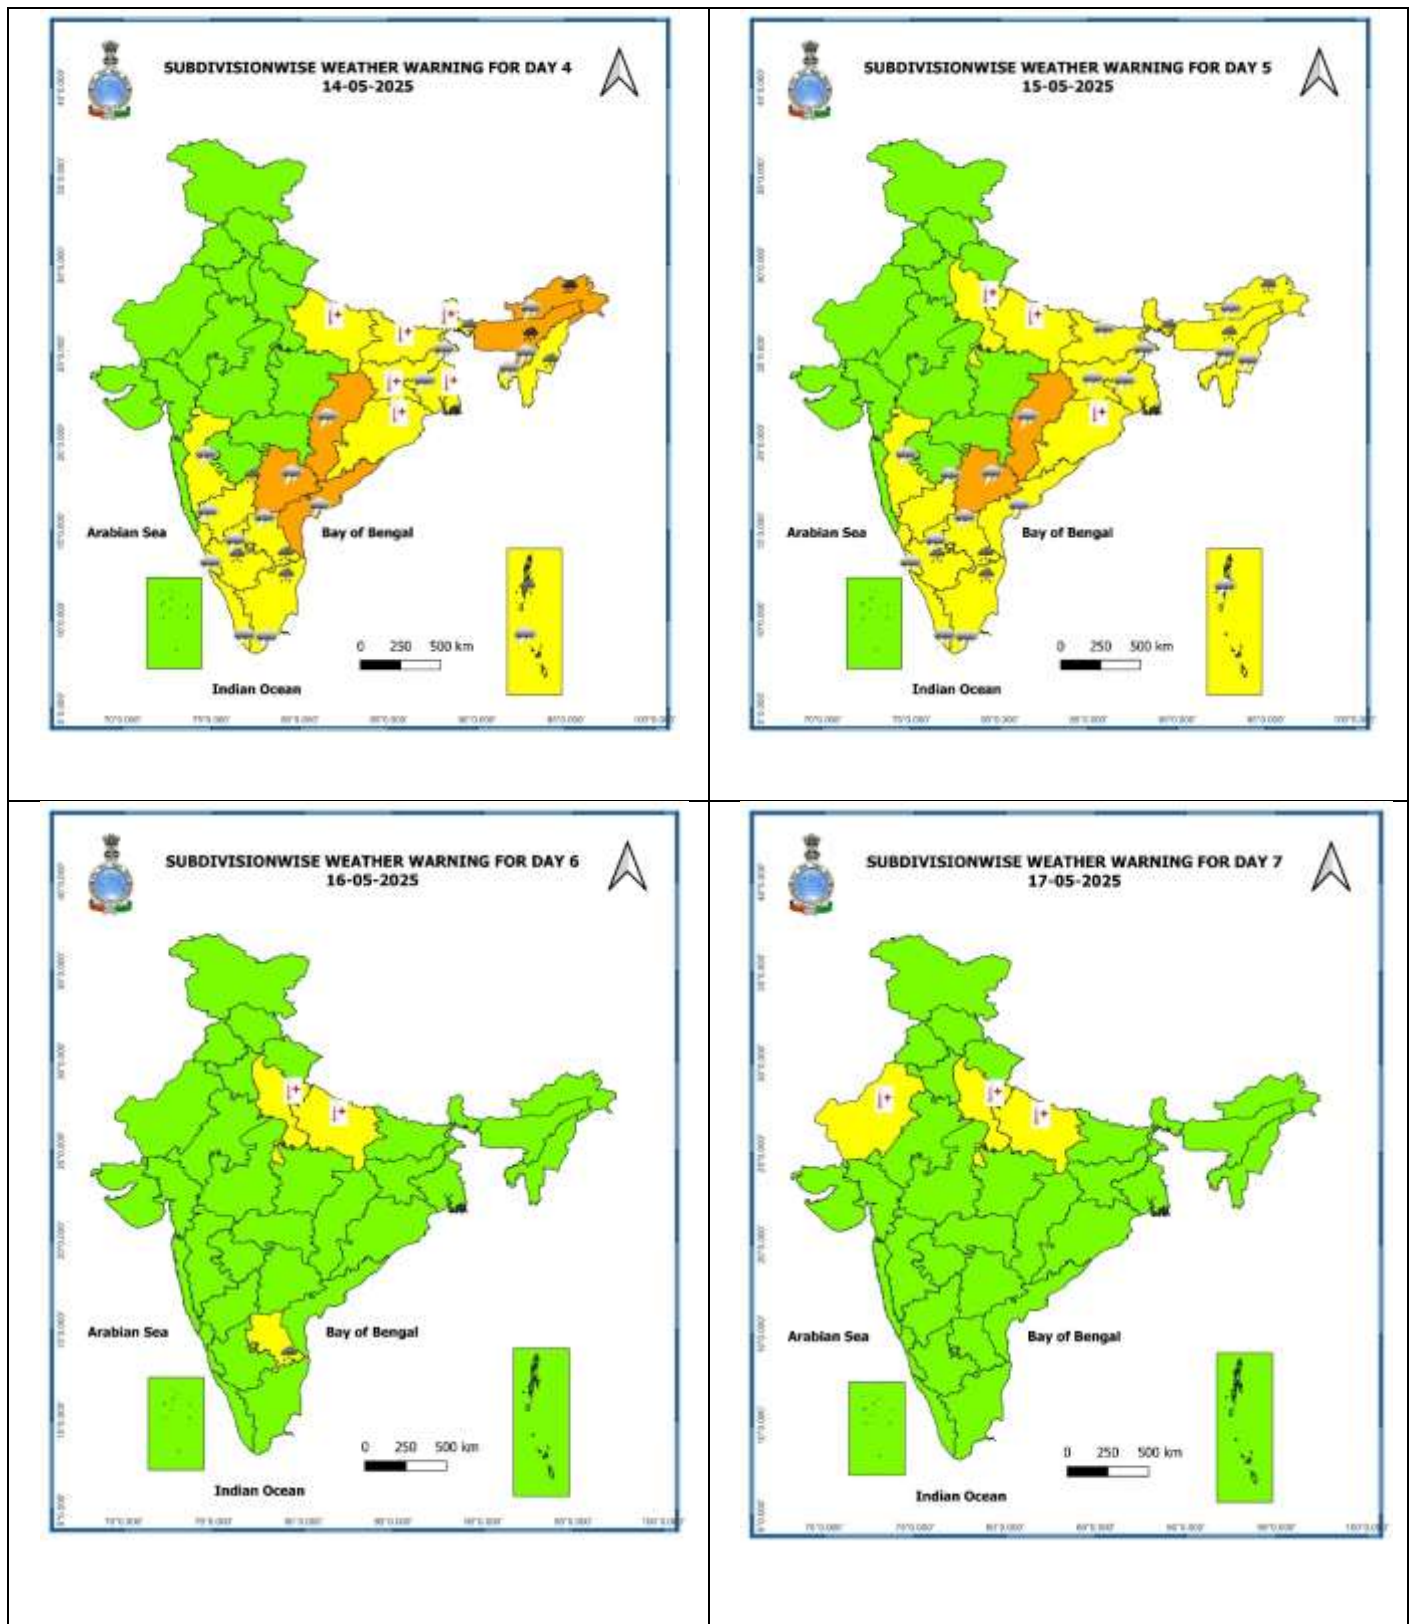 SUBDIVISIONWISE WEATHER WARNING FOR DAY 4
14-05-2025
Arabian Sea
Bay of Bengal
0 250 500 km
Indian Ocean
SUBDIVISIONWISE WEATHER WARNING FOR DAY 5
15-05-2025
Arabian Sea
Bay of Bengal
0 250 500 km
Indian Ocean
SUBDIVISIONWISE WEATHER WARNING FOR DAY 6
16-05-2025
Arabian Sea
Bay of Bengal
0 250 500 km
Indian Ocean
SUBDIVISIONWISE WEATHER WARNING FOR DAY 7
17-05-2025
Arabian Sea
Bay of Bengal
0 250 500 km
Indian Ocean